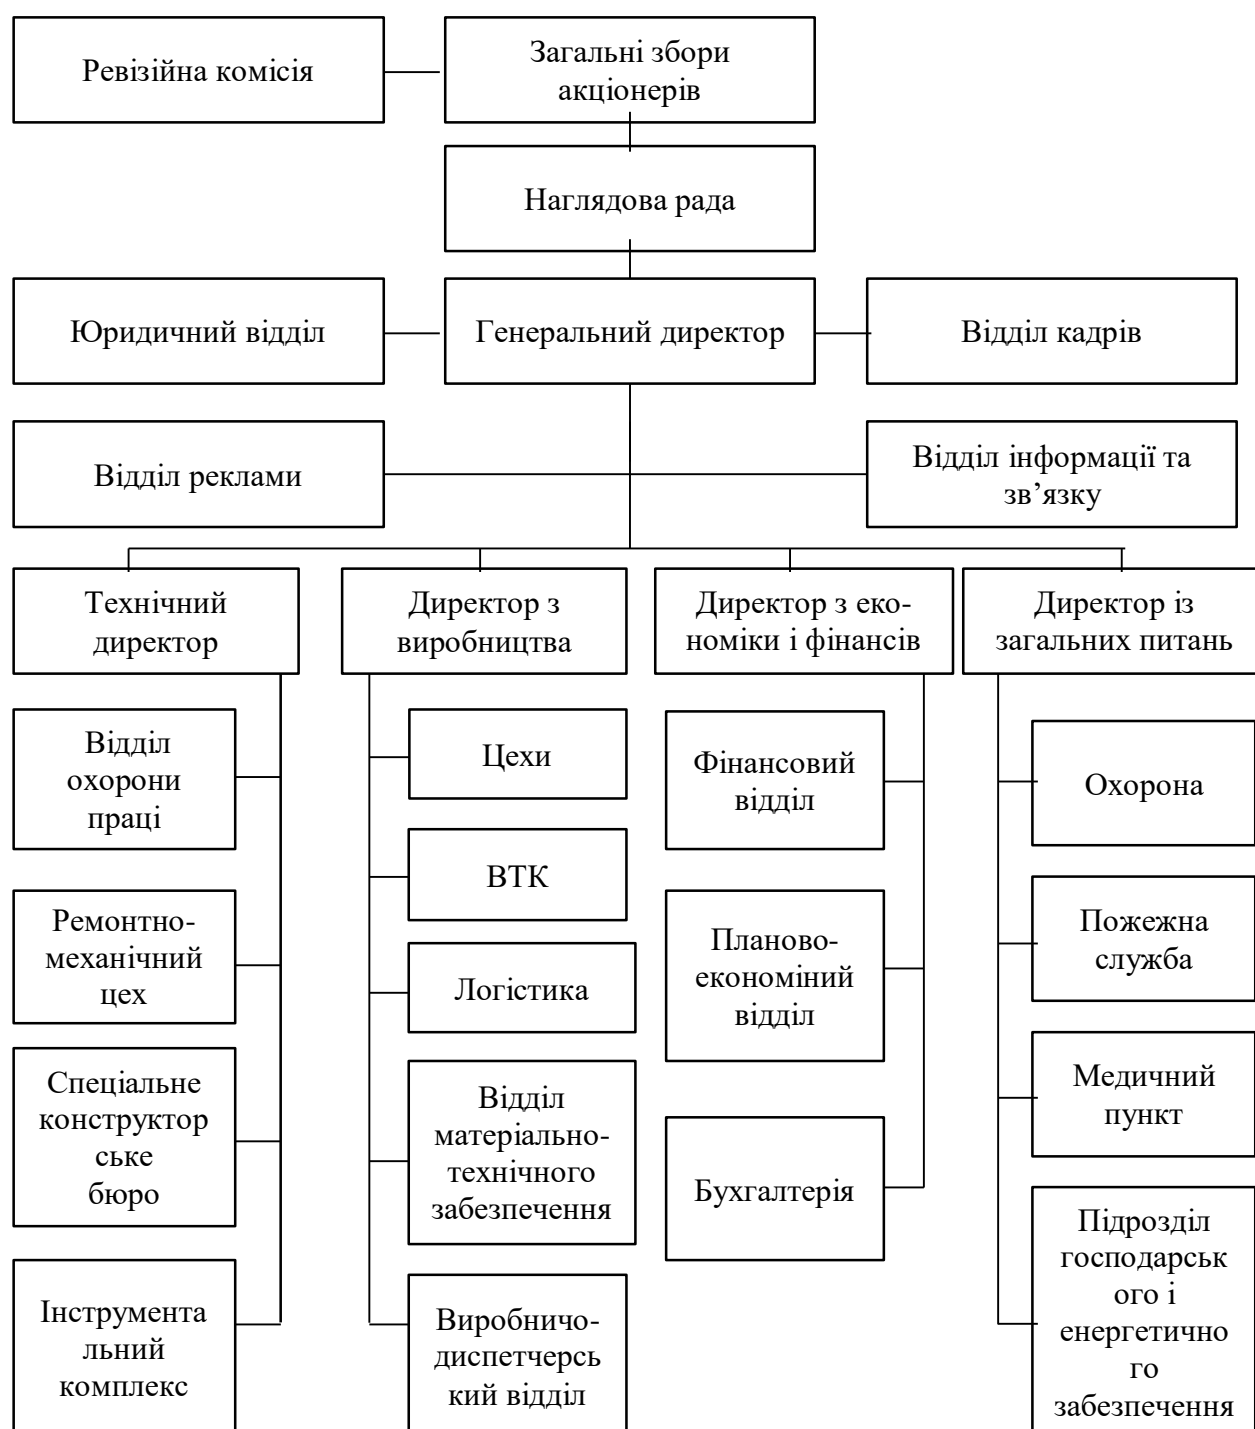 Ревізійна комісія
Загальні збори
акціонерів
Наглядова рада
Юридичний відділ
Генеральний директор
Відділ кадрів
Відділ реклами
Відділ інформації та
зв’язку
Технічний
директор
Директор з
виробництва
Директор з еко-
номіки і фінансів
Директор із
загальних питань
Відділ
охорони
праці
Ремонтно-
механічний
цех
Спеціальне
конструктор
ське
бюро
Інструмента
льний
комплекс
Цехи
ВТК
Логістика
Відділ
матеріально-
технічного
забезпечення
Виробничо-
диспетчерсь
кий відділ
Фінансовий
відділ
Планово-
економіний
відділ
Бухгалтерія
Охорона
Пожежна
служба
Медичний
пункт
Підрозділ
господарськ
ого і
енергетично
го
забезпечення